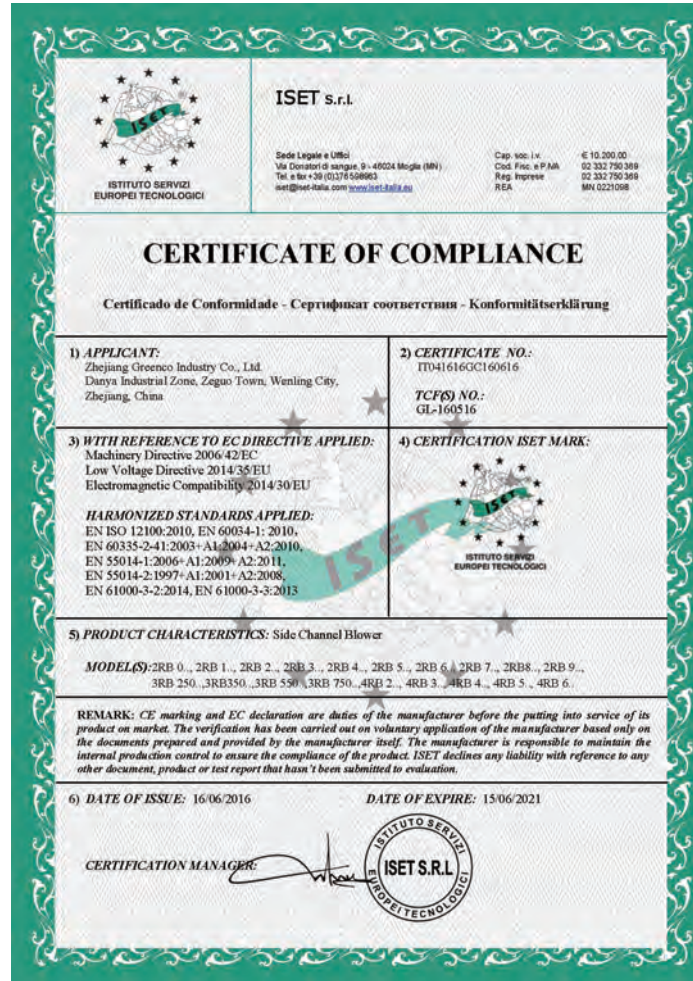 ISET
ISTITUTO SERVIZI
EUROPEI TECNOLOGICI
ISET S.r.l.
Sede Legale e Uffici
Via Donatori di sangue, 9 - 46024 Moglia (MN)
Tel. e fax +39 (0)376 598963
iset@iset-italia.com www.iset-italia.eu
Cap. soc. i.v. € 10.200,00
Cod. Fisc. e P.IVA 02 332 750 369
Reg. Imprese 02 332 750 369
REA MN 0221098
CERTIFICATE OF COMPLIANCE
Certificado de Conformidade - Сертификат соответствия - Konformitätserklärung
1) APPLICANT:
Zhejiang Greenco Industry Co., Ltd.
Danya Industrial Zone, Zeguo Town, Wenling City,
Zhejiang, China
2) CERTIFICATE NO.:
IT041616GC160616
TCF(S) NO.:
GL-160516
3) WITH REFERENCE TO EC DIRECTIVE APPLIED:
Machinery Directive 2006/42/EC
Low Voltage Directive 2014/35/EU
Electromagnetic Compatibility 2014/30/EU
HARMONIZED STANDARDS APPLIED:
EN ISO 12100:2010, EN 60034-1: 2010,
EN 60335-2-41:2003+A1:2004+A2:2010,
EN 55014-1:2006+A1:2009+A2:2011,
EN 55014-2:1997+A1:2001+A2:2008,
EN 61000-3-2:2014, EN 61000-3-3:2013
4) CERTIFICATION ISET MARK:
ISET
ISTITUTO SERVIZI
EUROPEI TECNOLOGICI
ISET
5) PRODUCT CHARACTERISTICS: Side Channel Blower
MODEL(S):2RB 0.., 2RB 1.., 2RB 2.., 2RB 3.., 2RB 4.., 2RB 5.., 2RB 6.., 2RB 7.., 2RB8.., 2RB 9..,
3RB 250..,3RB350..,3RB 550..,3RB 750..,4RB 2.., 4RB 3.., 4RB 4.., 4RB 5.., 4RB 6..
REMARK: CE marking and EC declaration are duties of the manufacturer before the putting into service of its
product on market. The verification has been carried out on voluntary application of the manufacturer based only on
the documents prepared and provided by the manufacturer itself. The manufacturer is responsible to maintain the
internal production control to ensure the compliance of the product. ISET declines any liability with reference to any
other document, product or test report that hasn't been submitted to evaluation.
6) DATE OF ISSUE: 16/06/2016 DATE OF EXPIRE: 15/06/2021
CERTIFICATION MANAGER:
ISTITUTO SERVIZI
ISET S.R.L
EUROPEI TECNOLOGICI